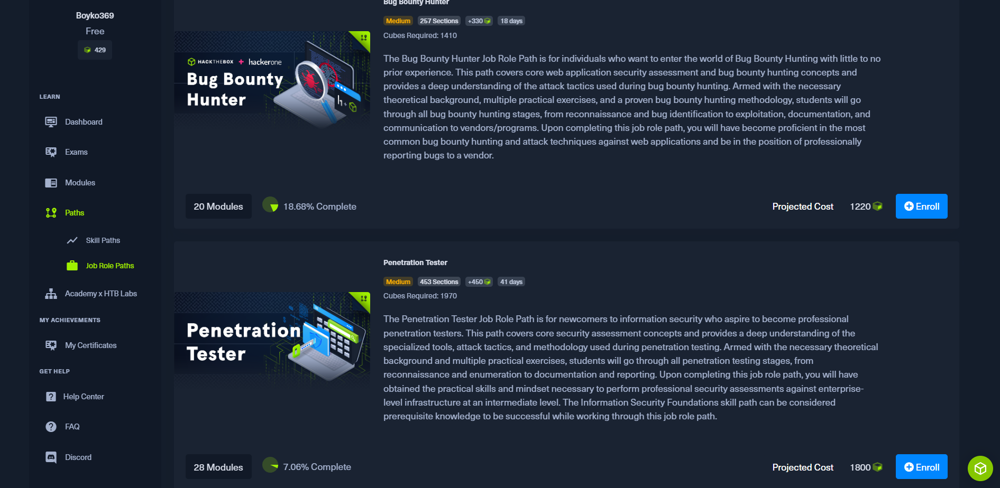 Boyko369
Free
429
LEARN
Dashboard
Exams
Modules
Paths
Skill Paths
Job Role Paths
Academy x HTB Labs
MY ACHIEVEMENTS
My Certificates
GET HELP
Help Center
FAQ
Discord
Bug Bounty Hunter
Medium 257 Sections +330 18 days
Cubes Required: 1410
HACKTHEBOX + hackerone
Bug Bounty
Hunter
h+
The Bug Bounty Hunter Job Role Path is for individuals who want to enter the world of Bug Bounty Hunting with little to no
prior experience. This path covers core web application security assessment and bug bounty hunting concepts and
provides a deep understanding of the attack tactics used during bug bounty hunting. Armed with the necessary
theoretical background, multiple practical exercises, and a proven bug bounty hunting methodology, students will go
through all bug bounty hunting stages, from reconnaissance and bug identification to exploitation, documentation, and
communication to vendors/programs. Upon completing this job role path, you will have become proficient in the most
common bug bounty hunting and attack techniques against web applications and be in the position of professionally
reporting bugs to a vendor.
20 Modules 18.68% Complete Projected Cost 1220 Enroll
Penetration Tester
Medium 453 Sections +450 41 days
Cubes Required: 1970
Penetration
Tester
The Penetration Tester Job Role Path is for newcomers to information security who aspire to become professional
penetration testers. This path covers core security assessment concepts and provides a deep understanding of the
specialized tools, attack tactics, and methodology used during penetration testing. Armed with the necessary theoretical
background and multiple practical exercises, students will go through all penetration testing stages, from
reconnaissance and enumeration to documentation and reporting. Upon completing this job role path, you will have
obtained the practical skills and mindset necessary to perform professional security assessments against enterprise-
level infrastructure at an intermediate level. The Information Security Foundations skill path can be considered
prerequisite knowledge to be successful while working through this job role path.
28 Modules 7.06% Complete Projected Cost 1800 Enroll